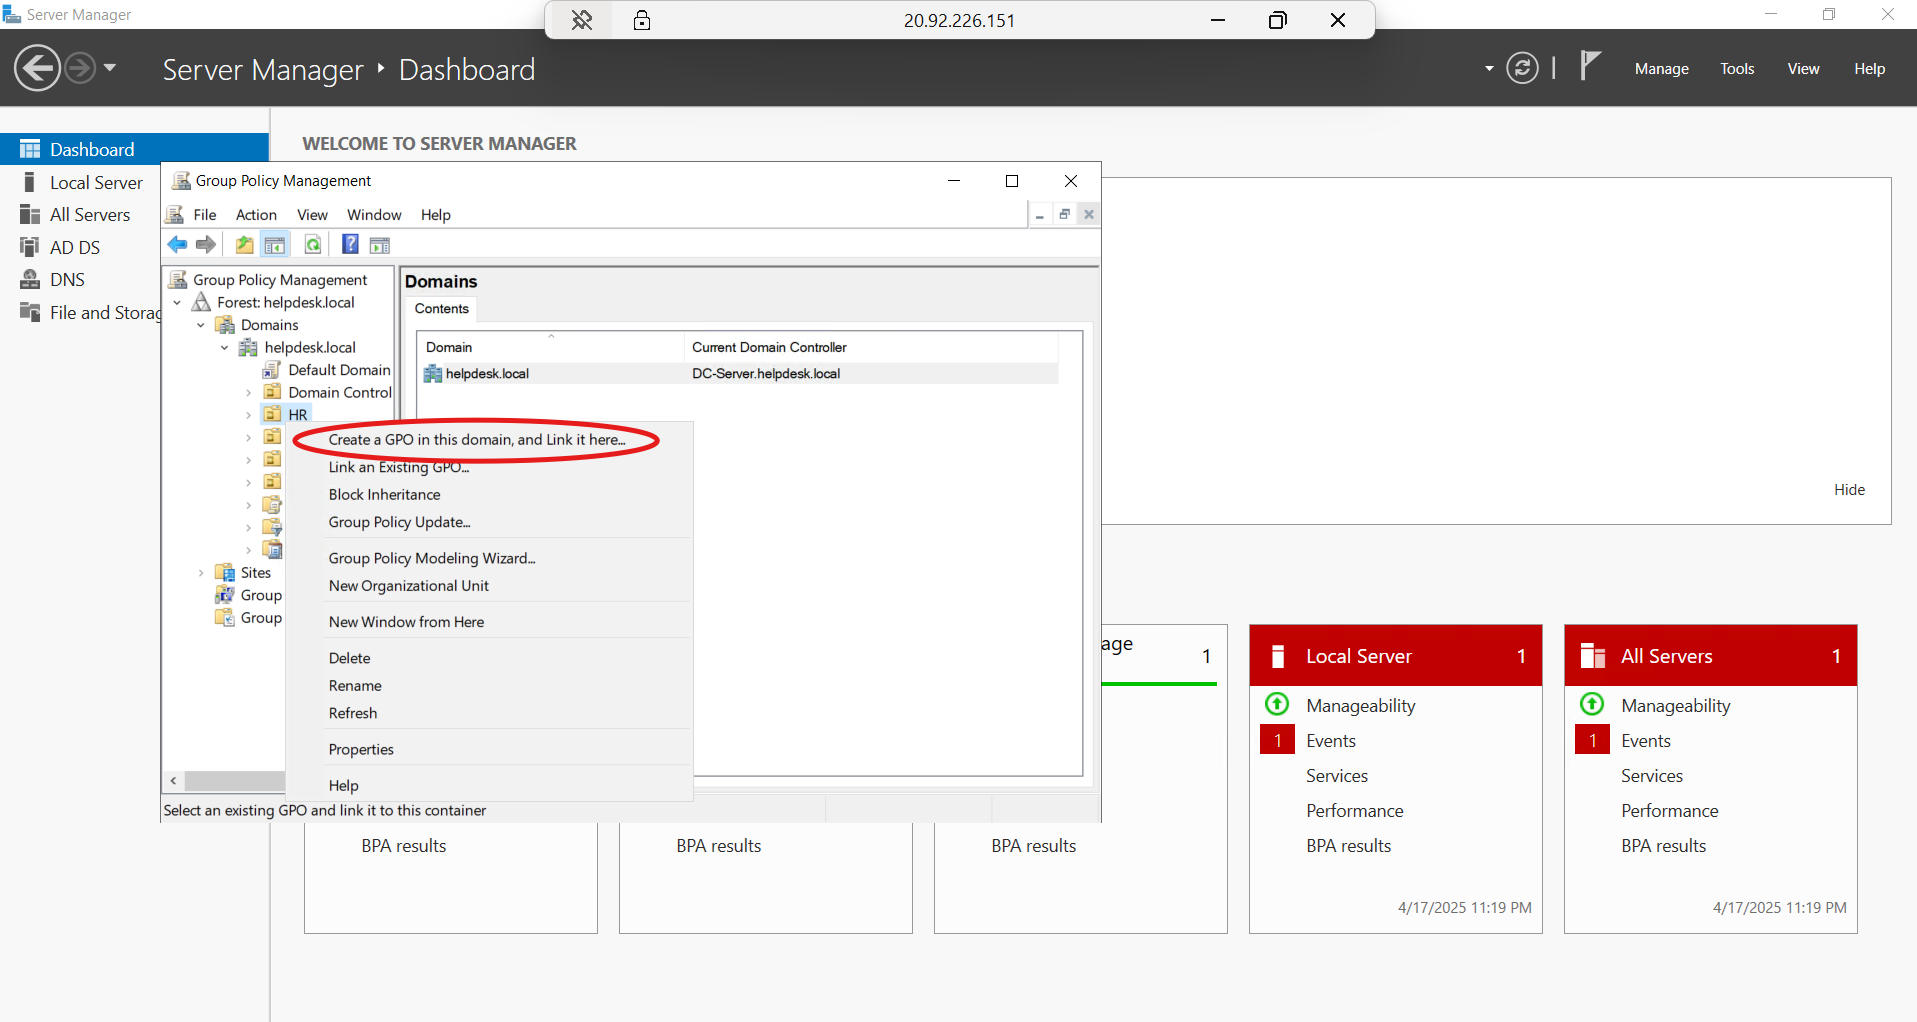 Server Manager
20.92.226.151
Server Manager ‣ Dashboard
Manage
Tools
View
Help
Dashboard
Local Server
All Servers
AD DS
DNS
File and Storag
WELCOME TO SERVER MANAGER
Group Policy Management
File
Action
View
Window
Help
Group Policy Management
Forest: helpdesk.local
Domains
helpdesk.local
Default Domain
Domain Control
HR
Sites
Group
Group
Domains
Contents
Domain
Current Domain Controller
helpdesk.local
DC-Server.helpdesk.local
Create a GPO in this domain, and Link it here...
Link an Existing GPO...
Block Inheritance
Group Policy Update...
Group Policy Modeling Wizard...
New Organizational Unit
New Window from Here
Delete
Rename
Refresh
Properties
Help
Select an existing GPO and link it to this container
Hide
BPA results
BPA results
age
1
BPA results
Local Server 1
Manageability
1 Events
Services
Performance
BPA results
4/17/2025 11:19 PM
All Servers 1
Manageability
1 Events
Services
Performance
BPA results
4/17/2025 11:19 PM